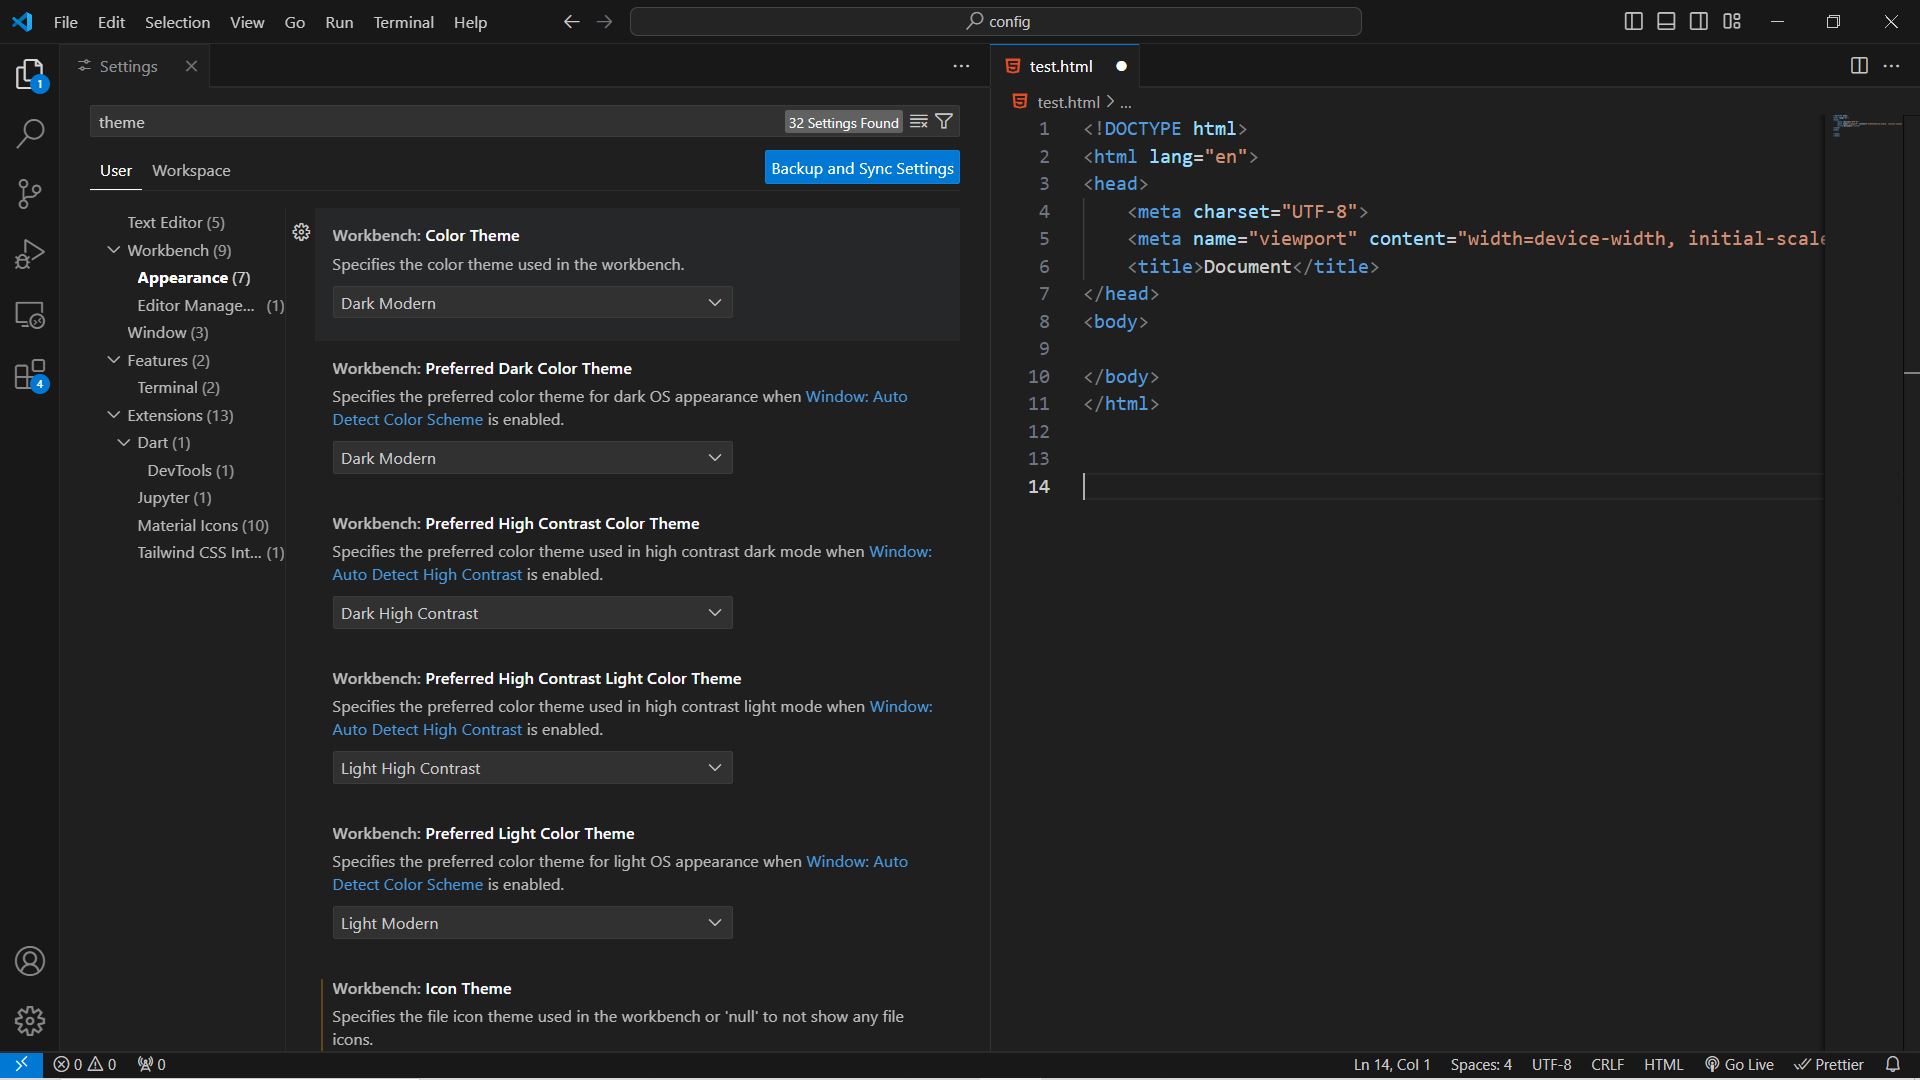 File Edit Selection View Go Run Terminal Help
config
Settings
theme
32 Settings Found
User Workspace
Backup and Sync Settings
Text Editor (5)
Workbench (9)
Appearance (7)
Editor Manage... (1)
Window (3)
Features (2)
Terminal (2)
Extensions (13)
Dart (1)
DevTools (1)
Jupyter (1)
Material Icons (10)
Tailwind CSS Int... (1)
Workbench: Color Theme
Specifies the color theme used in the workbench.
Dark Modern
Workbench: Preferred Dark Color Theme
Specifies the preferred color theme for dark OS appearance when Window: Auto
Detect Color Scheme is enabled.
Dark Modern
Workbench: Preferred High Contrast Color Theme
Specifies the preferred color theme used in high contrast dark mode when Window:
Auto Detect High Contrast is enabled.
Dark High Contrast
Workbench: Preferred High Contrast Light Color Theme
Specifies the preferred color theme used in high contrast light mode when Window:
Auto Detect High Contrast is enabled.
Light High Contrast
Workbench: Preferred Light Color Theme
Specifies the preferred color theme for light OS appearance when Window: Auto
Detect Color Scheme is enabled.
Light Modern
Workbench: Icon Theme
Specifies the file icon theme used in the workbench or 'null' to not show any file
icons.
test.html
test.html > ...
1 <!DOCTYPE html>
2 <html lang="en">
3 <head>
4 <meta charset="UTF-8">
5 <meta name="viewport" content="width=device-width, initial-scale
6 <title>Document</title>
7 </head>
8 <body>
9
10 </body>
11 </html>
12
13
14
1
4
0 0 0
Ln 14, Col 1 Spaces: 4 UTF-8 CRLF HTML Go Live Prettier